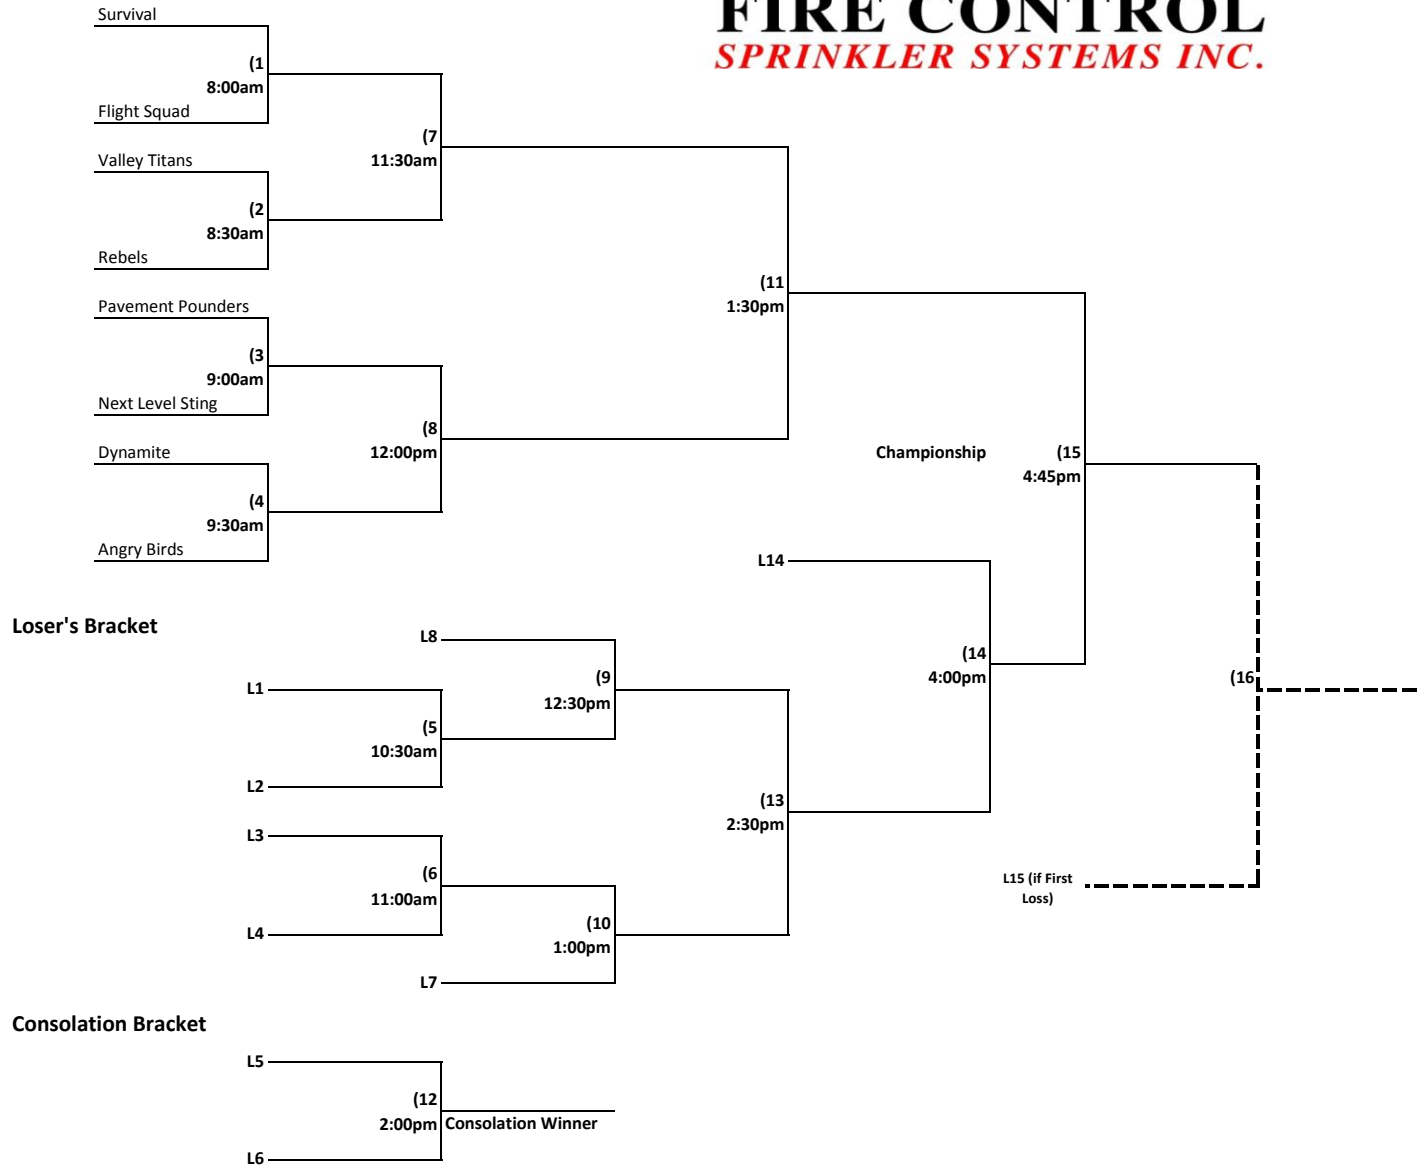 FIRE CONTROL
SPRINKLER SYSTEMS INC.
Survival
(1
8:00am
Flight Squad
(7
11:30am
Valley Titans
(2
8:30am
Rebels
(11
1:30pm
Pavement Pounders
(3
9:00am
Next Level Sting
(8
12:00pm
Dynamite
(4
9:30am
Angry Birds
Championship
(15
4:45pm
L14
Loser's Bracket
L8
(9
12:30pm
L1
(5
10:30am
L2
(14
4:00pm
(16
L3
(6
11:00am
L4
(13
2:30pm
(10
1:00pm
L7
L15 (if First
Loss)
Consolation Bracket
L5
(12
2:00pm
Consolation Winner
L6